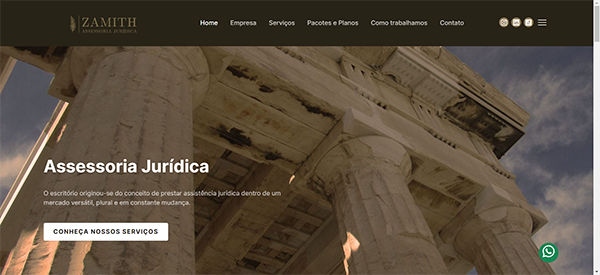 ZAMITH
ASSESSORIA JURÍDICA
Home Empresa Serviços Pacotes e Planos Como trabalhamos Contato
Assessoria Jurídica
O escritório originou-se do conceito de prestar assistência jurídica dentro de um
mercado versátil, plural e em constante mudança.
CONHEÇA NOSSOS SERVIÇOS